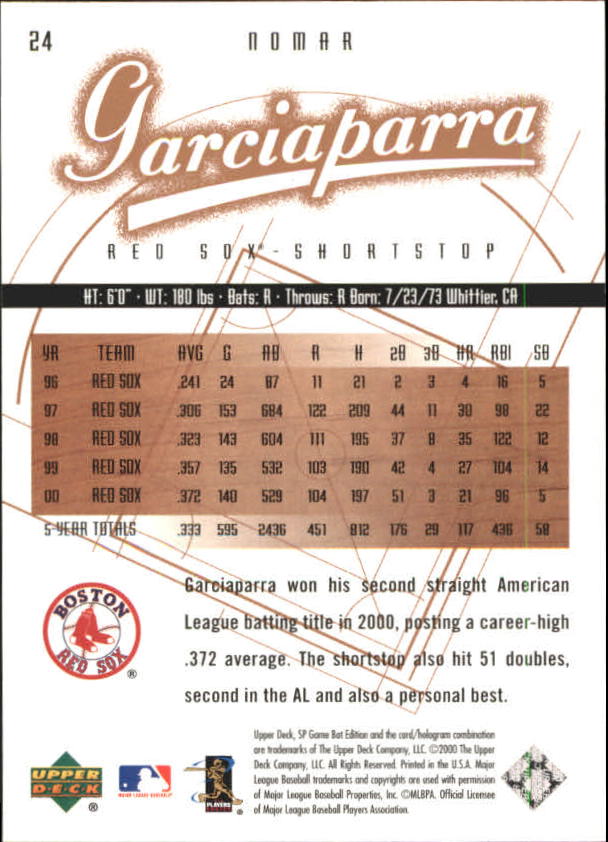 24
NOMAR
Garciaparra
RED SOX® - SHORTSTOP
HT: 6'0" · WT: 180 lbs · Bats: R · Throws: R Born: 7/23/73 Whittier, CA
YR TEAM AVG G AB R H 2B 3B HR RBI SB
96 RED SOX .241 24 87 11 21 2 3 4 16 5
97 RED SOX .306 153 684 122 209 44 11 30 98 22
98 RED SOX .323 143 604 111 195 37 8 35 122 12
99 RED SOX .357 135 532 103 190 42 4 27 104 14
00 RED SOX .372 140 529 104 197 51 3 21 96 5
5-YEAR TOTALS .333 595 2436 451 812 176 29 117 436 58
Garciaparra won his second straight American
League batting title in 2000, posting a career-high
.372 average. The shortstop also hit 51 doubles,
second in the AL and also a personal best.
BOSTON
RED SOX
®
Upper Deck, SP Game Bat Edition and the card/hologram combination
are trademarks of The Upper Deck Company, LLC. ©2000 The Upper
Deck Company, LLC. All Rights Reserved. Printed in the U.S.A. Major
League Baseball trademarks and copyrights are used with permission
of Major League Baseball Properties, Inc. ©MLBPA. Official Licensee
of Major League Baseball Players Association.
UPPER
DECK
®
MAJOR LEAGUE BASEBALL®
PLAYERS
®